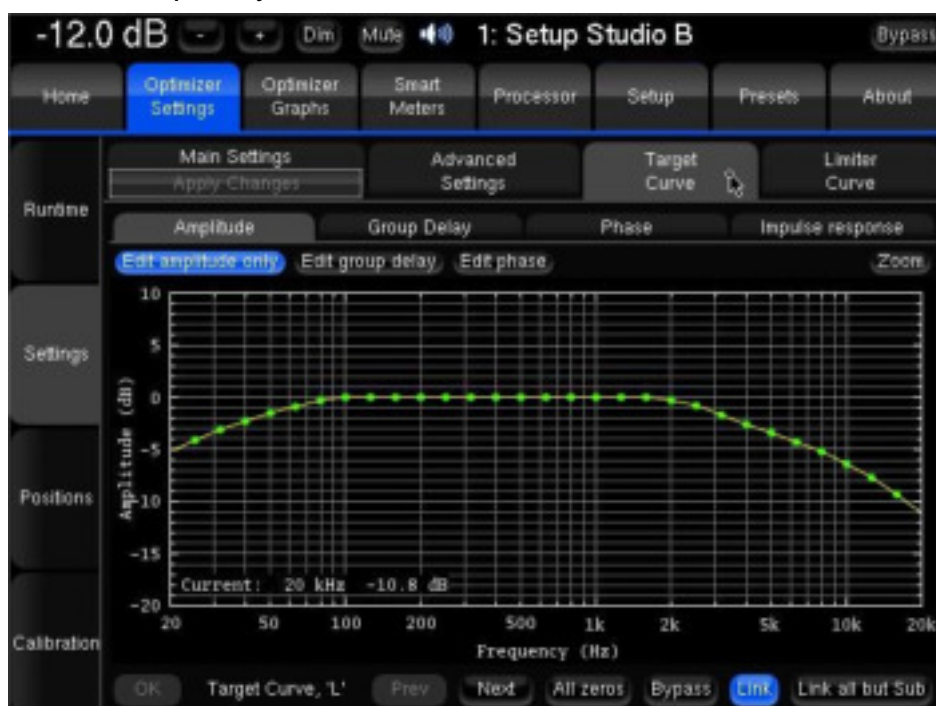 -12.0 dB - + Dim Mute 1: Setup Studio B Bypass
Home Optimizer Settings Optimizer Graphs Smart Meters Processor Setup Presets About
Main Settings Advanced Settings Target Curve Limiter Curve
Apply Changes
Runtime
Amplitude Group Delay Phase Impulse response
Edit amplitude only Edit group delay Edit phase Zoom
10
5
Settings
0
Amplitude (dB)
-5
Positions
-10
-15
Current: 20 kHz -10.8 dB
-20
20 50 100 200 500 1k 2k 5k 10k 20k
Calibration
Frequency (Hz)
OK Target Curve, 'L' Prev Next All zeros Bypass Link Link all but Sub